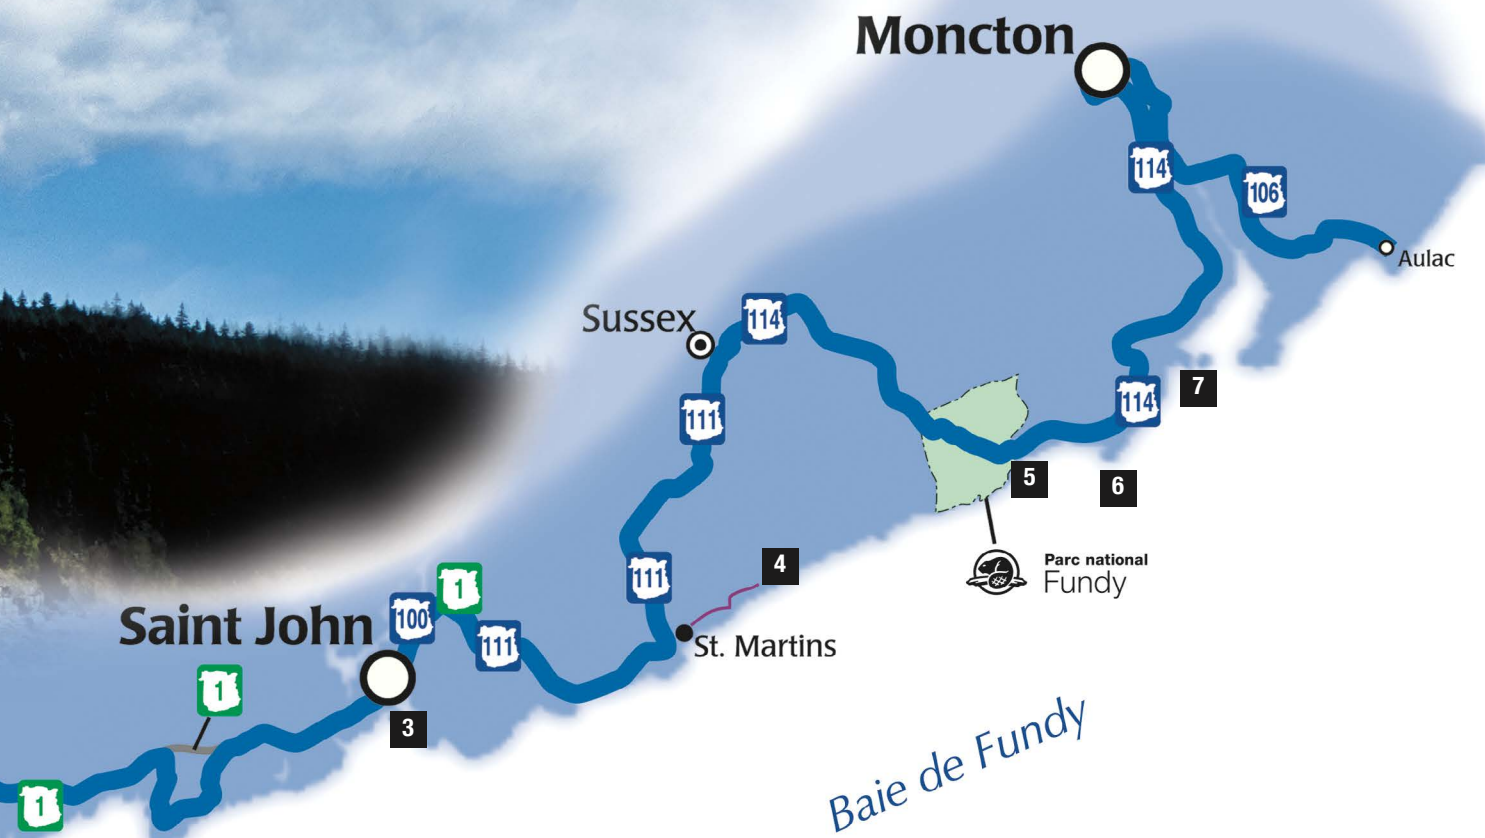 Moncton
114
106
Aulac
Sussex
114
111
114
7
5
6
Parc national
Fundy
4
1
111
Saint John
100
111
St. Martins
1
3
Baie de Fundy
1